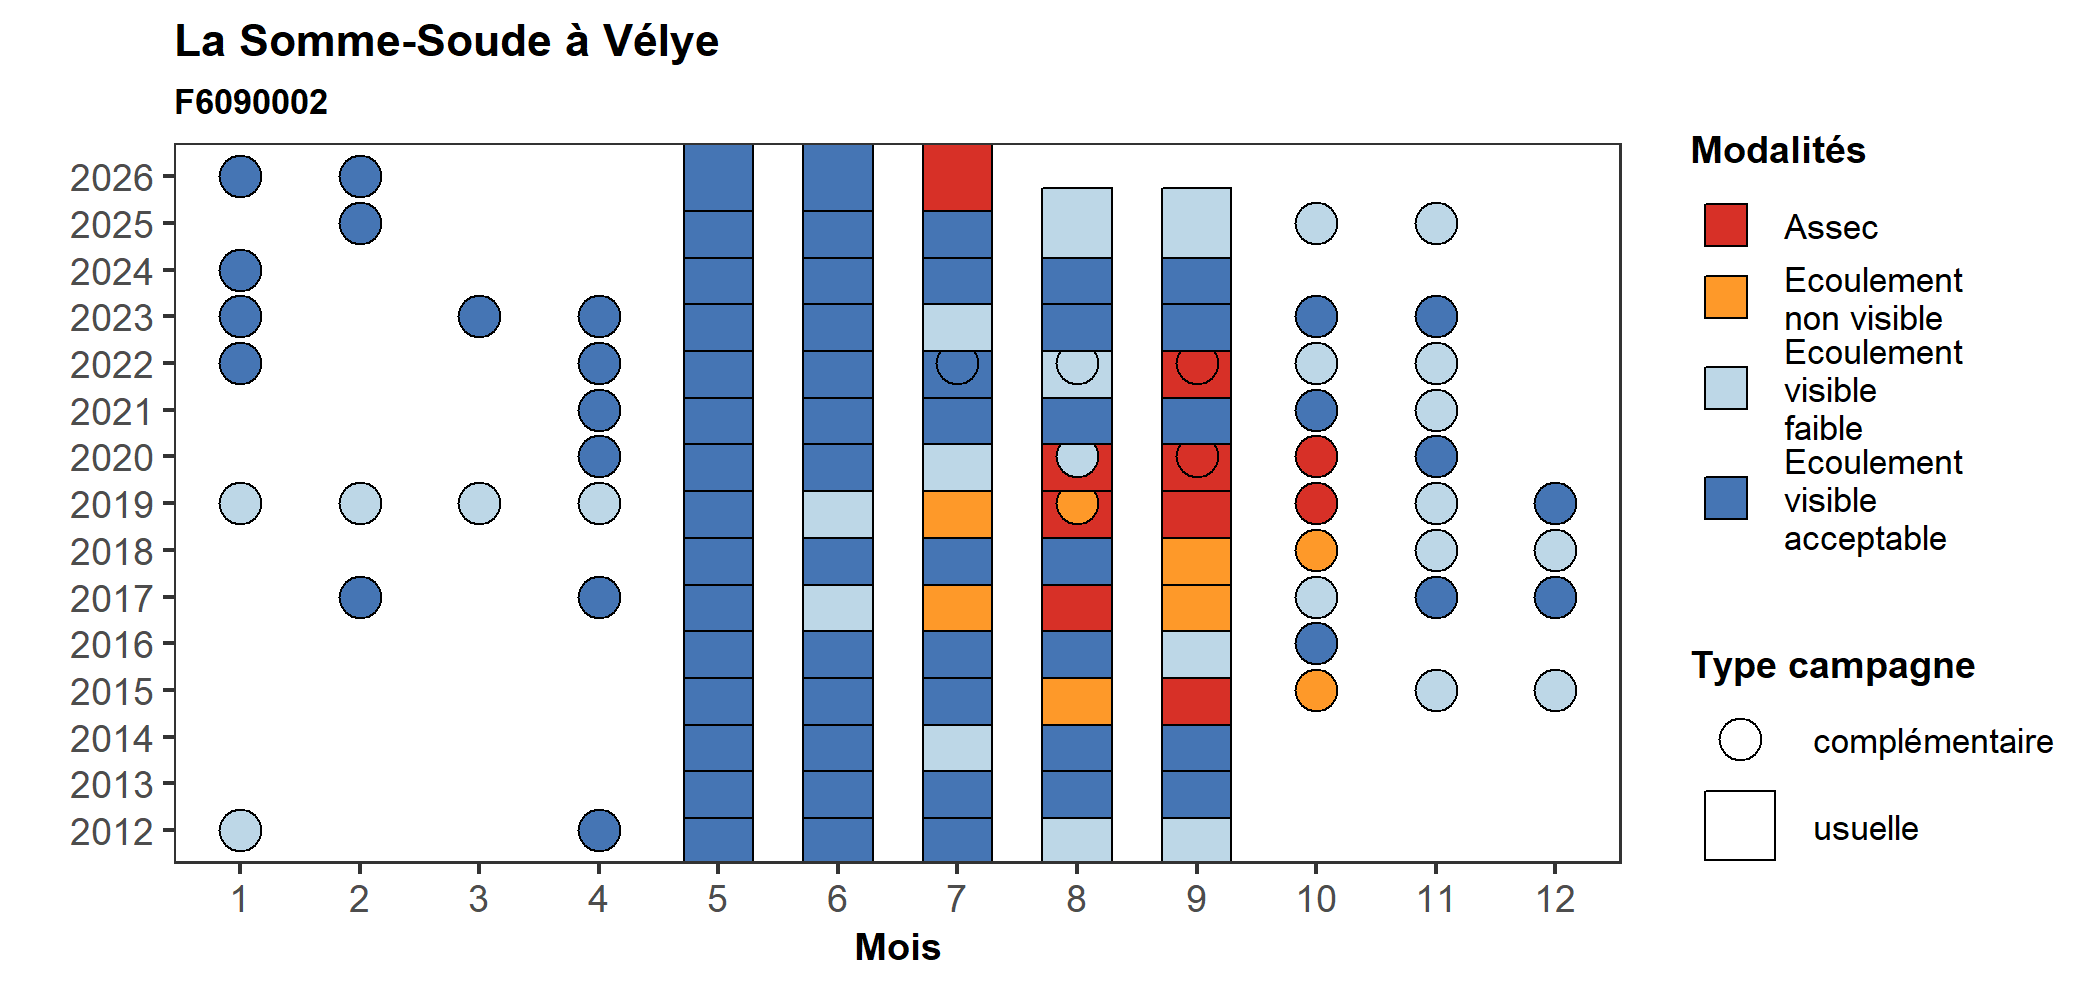 La Somme-Soude à Vélye
F6090002
2026
2025
2024
2023
2022
2021
2020
2019
2018
2017
2016
2015
2014
2013
2012
1 2 3 4 5 6 7 8 9 10 11 12
Mois
Modalités
Assec
Ecoulement
non visible
Ecoulement
visible
faible
Ecoulement
visible
acceptable
Type campagne
complémentaire
usuelle